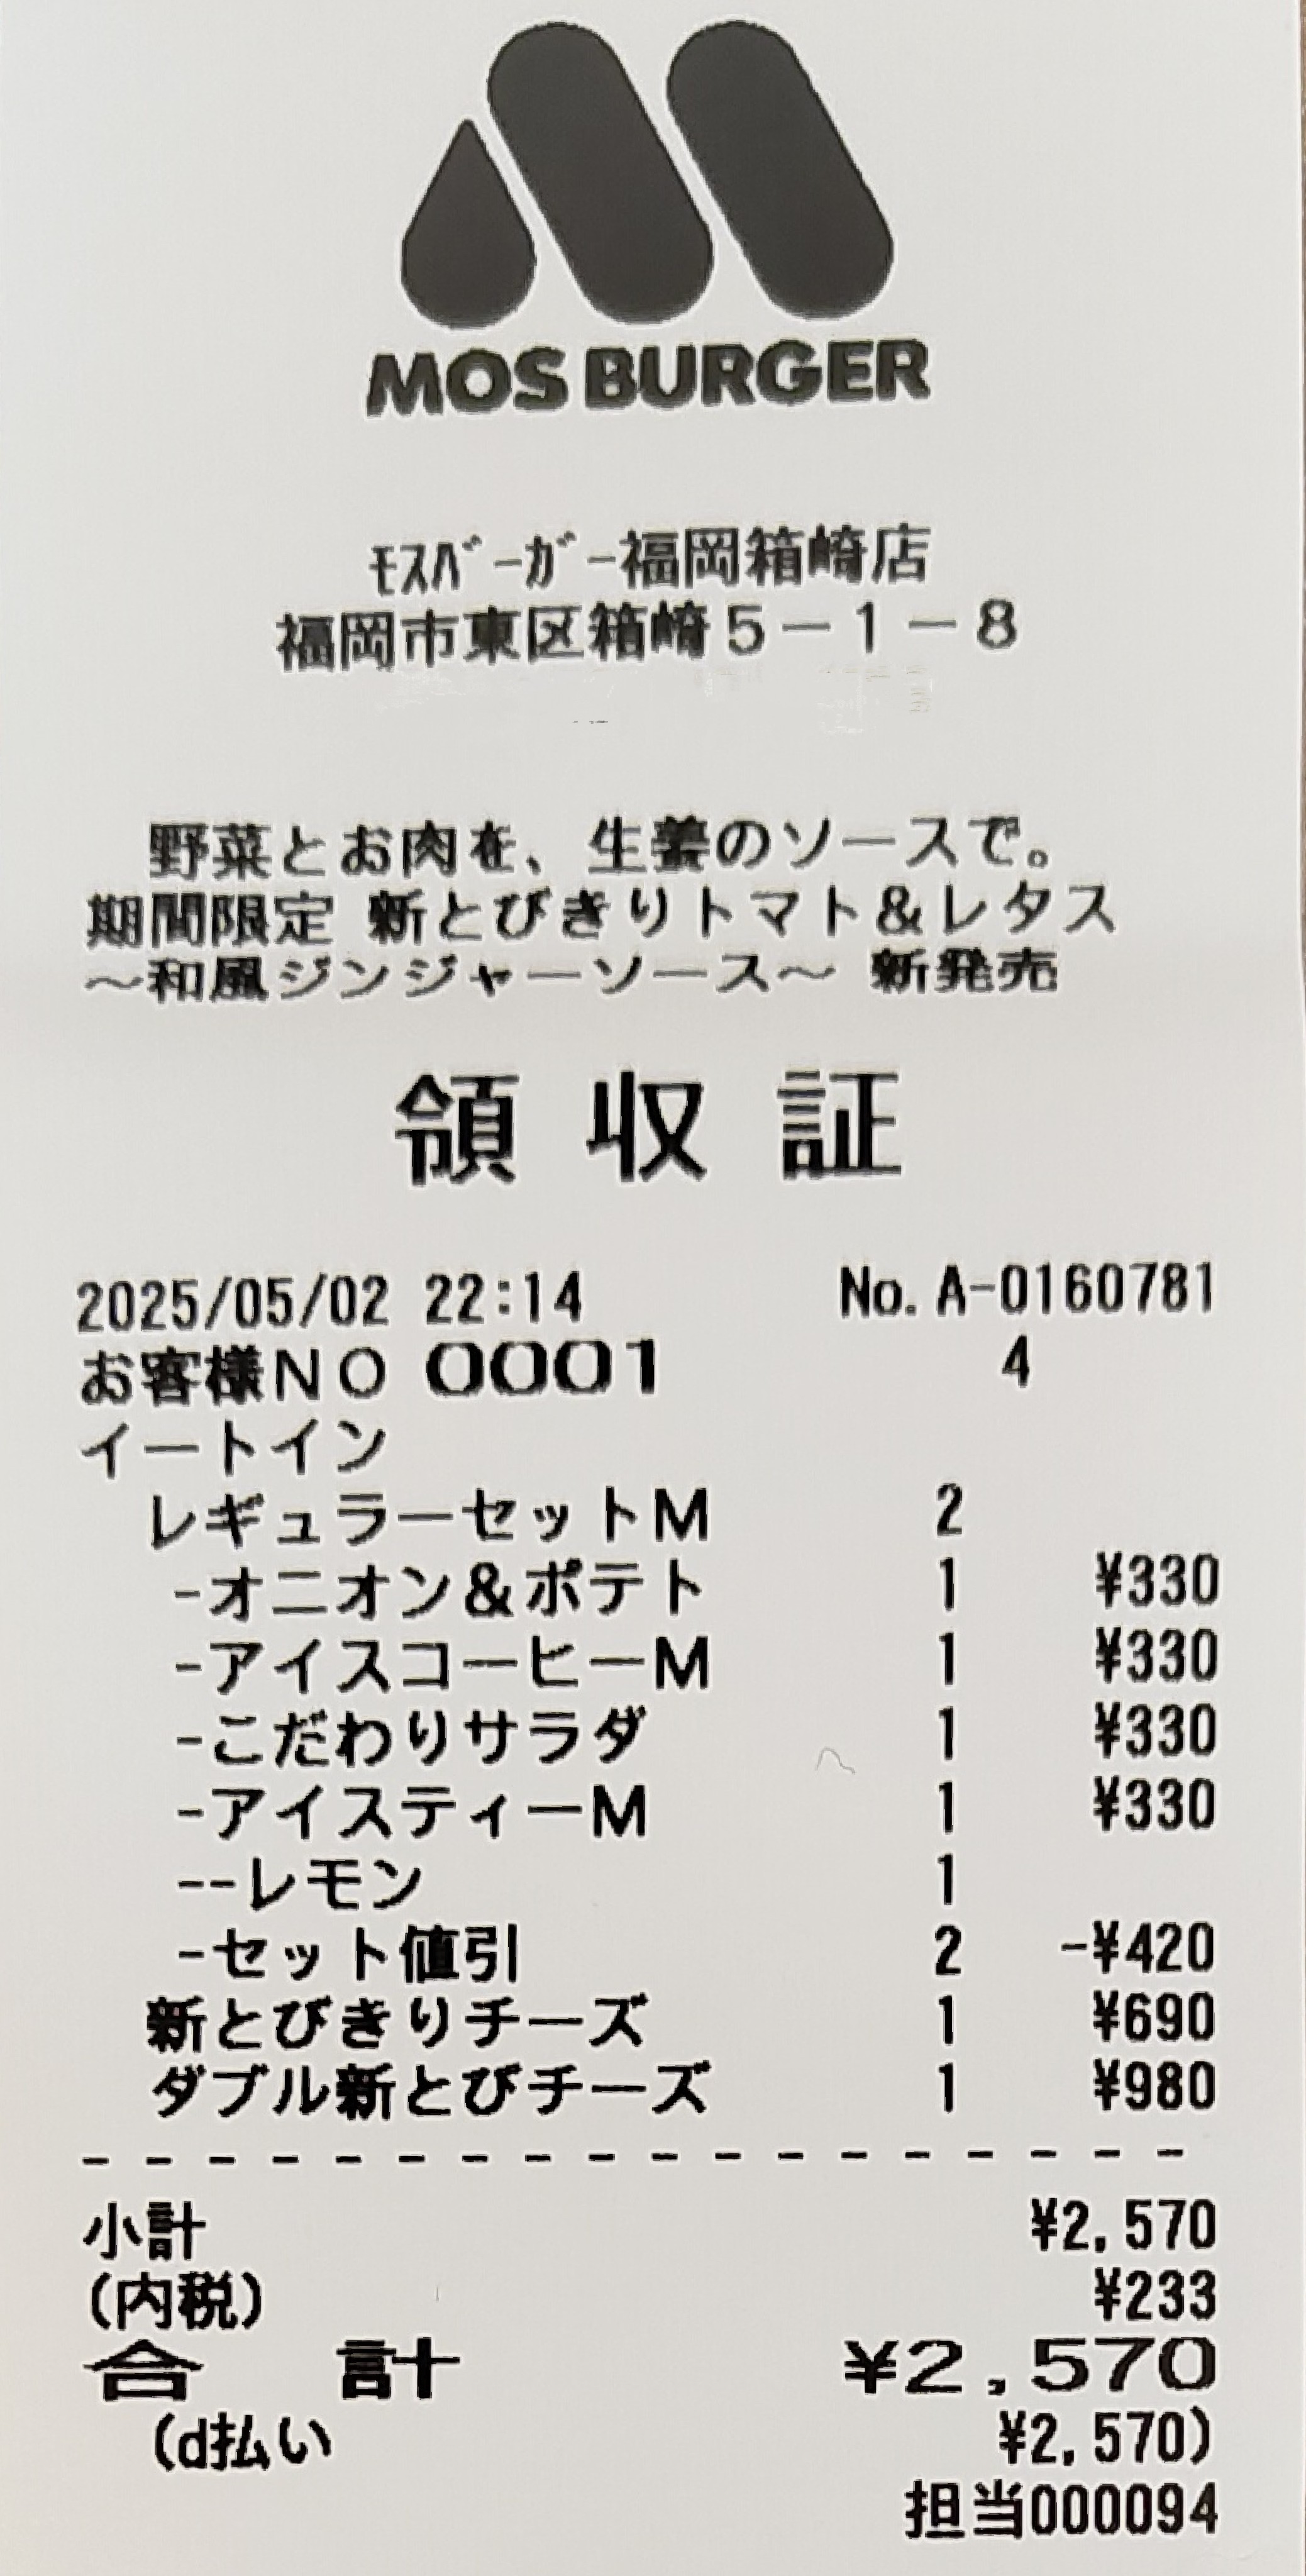 MOS BURGER
ﾓｽﾊﾞｰｶﾞｰ福岡箱崎店
福岡市東区箱崎5-1-8
野菜とお肉を、生姜のソースで。
期間限定 新とびきりトマト&レタス
~和風ジンジャーソース~ 新発売
領 収 証
2025/05/02 22:14 No.A-0160781
お客様NO 0001 4
イートイン
レギュラーセットM 2
-オニオン&ポテト 1 ¥330
-アイスコーヒーM 1 ¥330
-こだわりサラダ 1 ¥330
-アイスティーM 1 ¥330
--レモン 1
-セット値引 2 -¥420
新とびきりチーズ 1 ¥690
ダブル新とびチーズ 1 ¥980
- - - - - - - - - - - - - - - - - -
小計 ¥2,570
(内税) ¥233
合 計 ¥2,570
(d払い ¥2,570)
担当000094